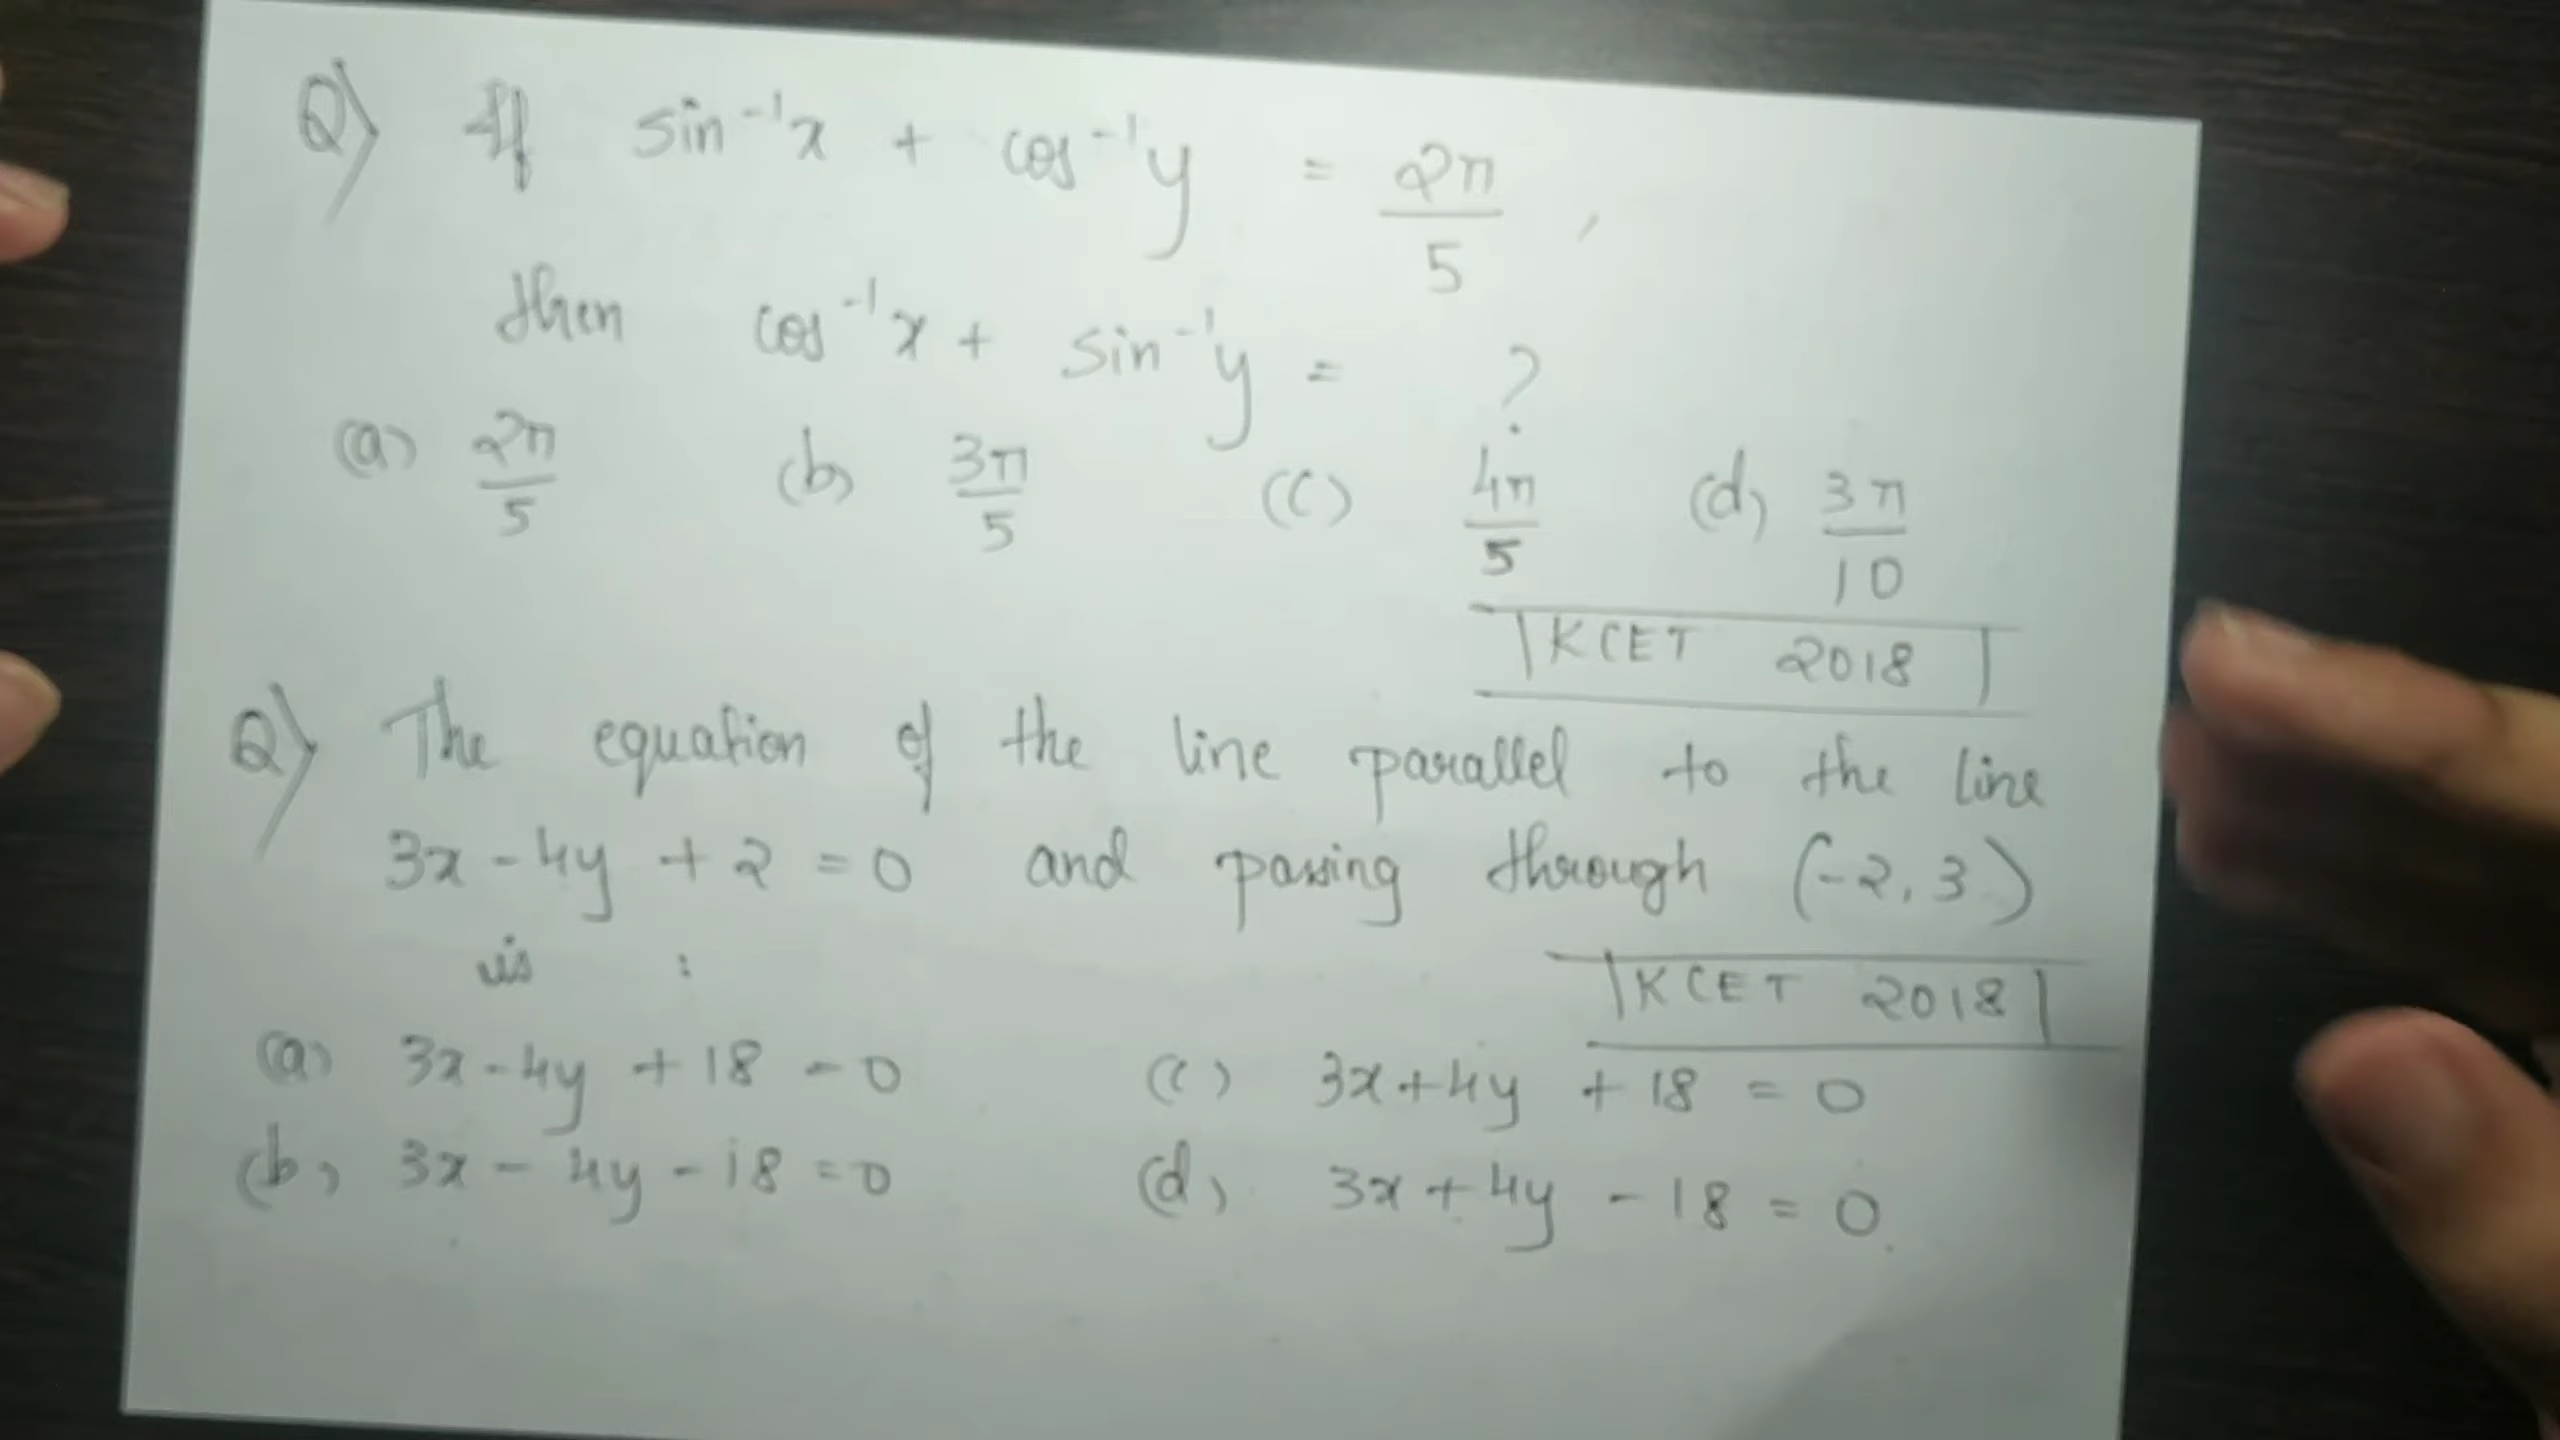 Q) If sin⁻¹x + cos⁻¹y = 2π/5 ,
then cos⁻¹x + sin⁻¹y = ?
(a) 2π/5 (b) 3π/5 (c) 4π/5 (d) 3π/10
KCET 2018
Q) The equation of the line parallel to the line
3x - 4y + 2 = 0 and passing through (-2, 3)
is :
KCET 2018
(a) 3x - 4y + 18 - 0 (c) 3x + 4y + 18 = 0
(b) 3x - 4y - 18 = 0 (d) 3x + 4y - 18 = 0.